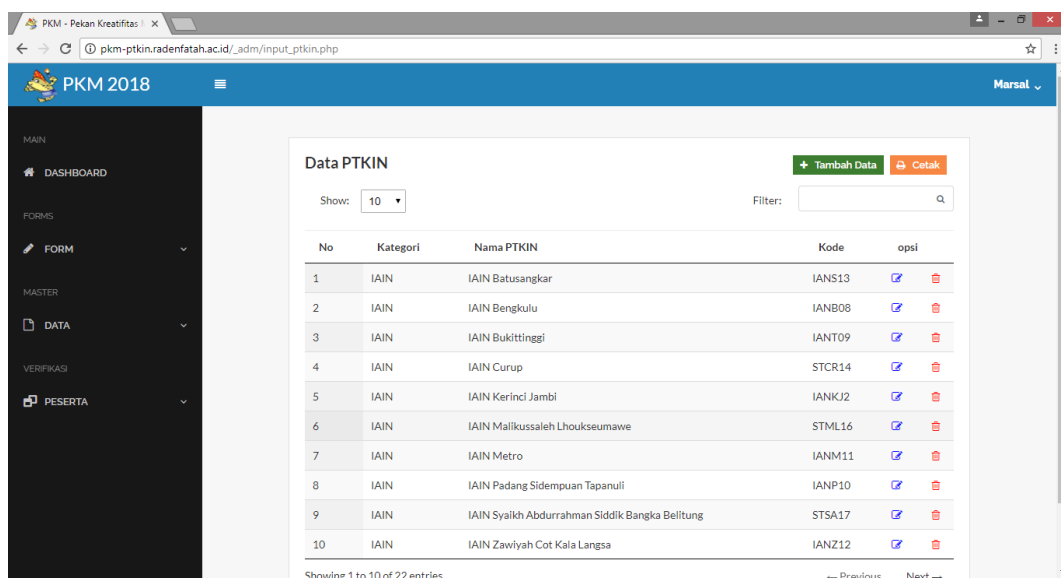 PKM - Pekan Kreatifitas
pkm-ptkin.radenfatah.ac.id/_adm/input_ptkin.php
PKM 2018
Marsal
MAIN
DASHBOARD
FORMS
FORM
MASTER
DATA
VERIFIKASI
PESERTA
Data PTKIN
+ Tambah Data Cetak
Show: 10 Filter:
No Kategori Nama PTKIN Kode opsi
1 IAIN IAIN Batusangkar IANS13
2 IAIN IAIN Bengkulu IANB08
3 IAIN IAIN Bukittinggi IANT09
4 IAIN IAIN Curup STCR14
5 IAIN IAIN Kerinci Jambi IANKJ2
6 IAIN IAIN Malikussaleh Lhoukseumawe STML16
7 IAIN IAIN Metro IANM11
8 IAIN IAIN Padang Sidempuan Tapanuli IANP10
9 IAIN IAIN Syaikh Abdurrahman Siddik Bangka Belitung STSA17
10 IAIN IAIN Zawiyah Cot Kala Langsa IANZ12
Showing 1 to 10 of 22 entries ← Previous Next →